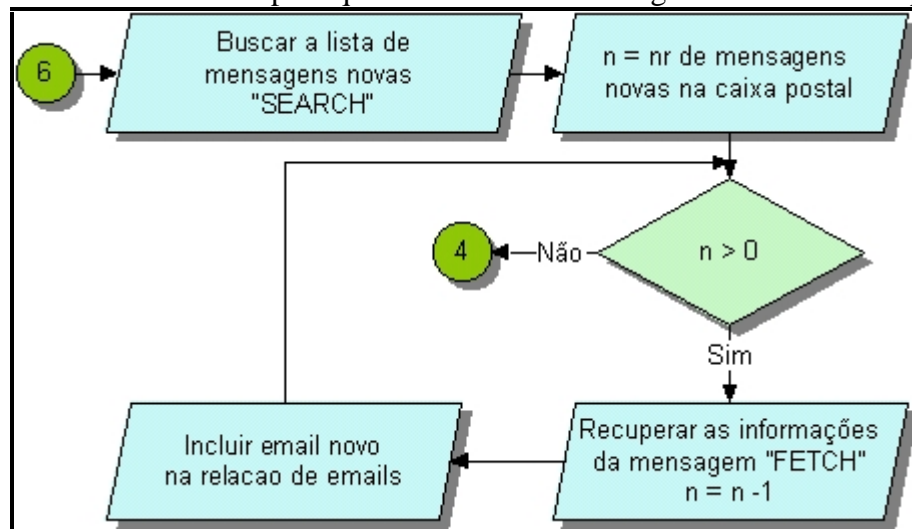 6
Buscar a lista de
mensagens novas
"SEARCH"
n = nr de mensagens
novas na caixa postal
4
Não
n > 0
Sim
Incluir email novo
na relacao de emails
Recuperar as informações
da mensagem "FETCH"
n = n -1